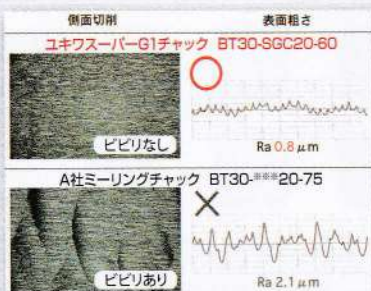 側面切削 表面粗さ
ユキワスーパーG1チャック BT30-SGC20-60
ビビリなし
Ra 0.8 μm
A社ミーリングチャック BT30-※※※20-75
ビビリあり
Ra 2.1 μm